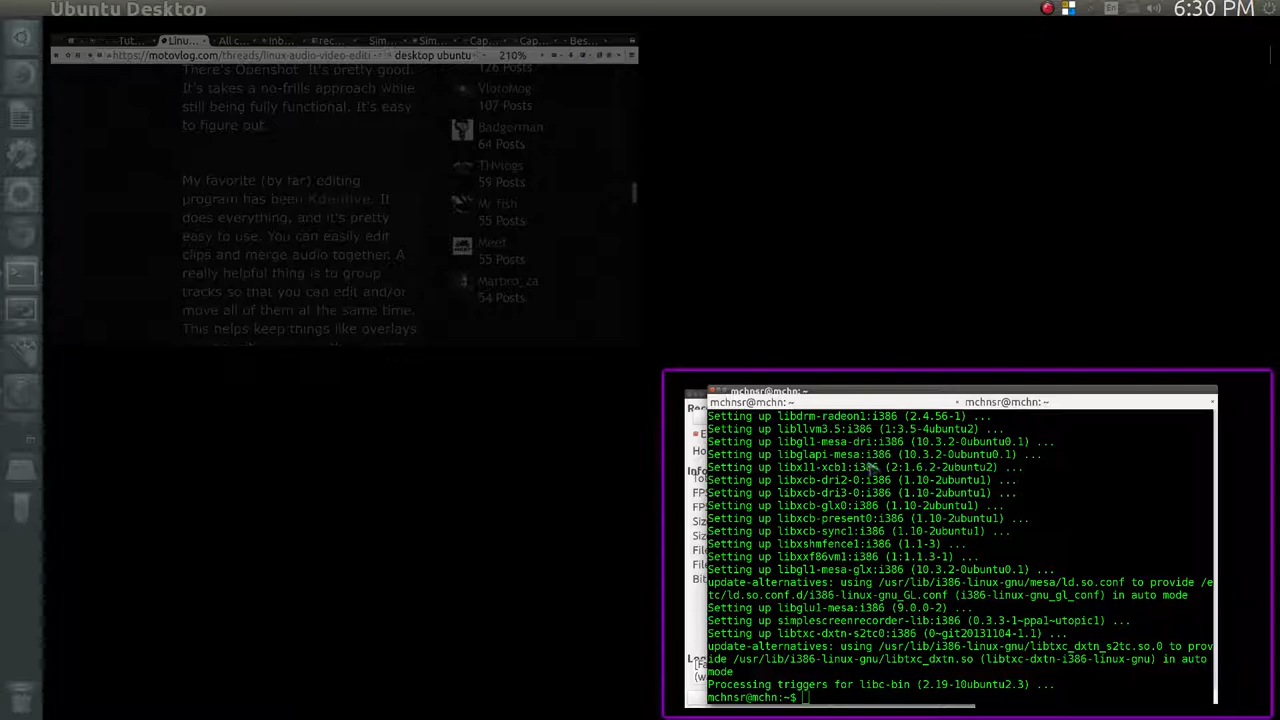 Ubuntu Desktop
En
6:30 PM
Tut...
Linu...
All c...
Inb...
rec...
Sim...
Sim...
Cap...
Cap...
Bes...
https://motovlog.com/threads/linux-audio-video-editi
desktop ubuntu
210%
There's Openshot. It's pretty good.
It's takes a no-frills approach while
still being fully functional. It's easy
to figure out.
My favorite (by far) editing
program has been Kdenlive. It
does everything, and it's pretty
easy to use. You can easily edit
clips and merge audio together. A
really helpful thing is to group
tracks so that you can edit and/or
move all of them at the same time.
This helps keep things like overlays
126 Posts
VlotoMog
107 Posts
Badgerman
64 Posts
THvlogs
59 Posts
Mr fish
55 Posts
Meet
55 Posts
Martiro_za
54 Posts
mchnsr@mchn: ~
mchnsr@mchn: ~
mchnsr@mchn: ~
Setting up libdrm-radeon1:i386 (2.4.56-1) ...
Setting up libllvm3.5:i386 (1:3.5-4ubuntu2) ...
Setting up libgl1-mesa-dri:i386 (10.3.2-0ubuntu0.1) ...
Setting up libglapi-mesa:i386 (10.3.2-0ubuntu0.1) ...
Setting up libx11-xcb1:i386 (2:1.6.2-2ubuntu2) ...
Setting up libxcb-dri2-0:i386 (1.10-2ubuntu1) ...
Setting up libxcb-dri3-0:i386 (1.10-2ubuntu1) ...
Setting up libxcb-glx0:i386 (1.10-2ubuntu1) ...
Setting up libxcb-present0:i386 (1.10-2ubuntu1) ...
Setting up libxcb-sync1:i386 (1.10-2ubuntu1) ...
Setting up libxshmfence1:i386 (1.1-3) ...
Setting up libxxf86vm1:i386 (1:1.1.3-1) ...
Setting up libgl1-mesa-glx:i386 (10.3.2-0ubuntu0.1) ...
update-alternatives: using /usr/lib/i386-linux-gnu/mesa/ld.so.conf to provide /e
tc/ld.so.conf.d/i386-linux-gnu_GL.conf (i386-linux-gnu_gl_conf) in auto mode
Setting up libglu1-mesa:i386 (9.0.0-2) ...
Setting up simplescreenrecorder-lib:i386 (0.3.3-1~ppa1~utopic1) ...
Setting up libtxc-dxtn-s2tc0:i386 (0~git20131104-1.1) ...
update-alternatives: using /usr/lib/i386-linux-gnu/libtxc_dxtn_s2tc.so.0 to prov
ide /usr/lib/i386-linux-gnu/libtxc_dxtn.so (libtxc-dxtn-i386-linux-gnu) in auto
mode
Processing triggers for libc-bin (2.19-10ubuntu2.3) ...
mchnsr@mchn:~$